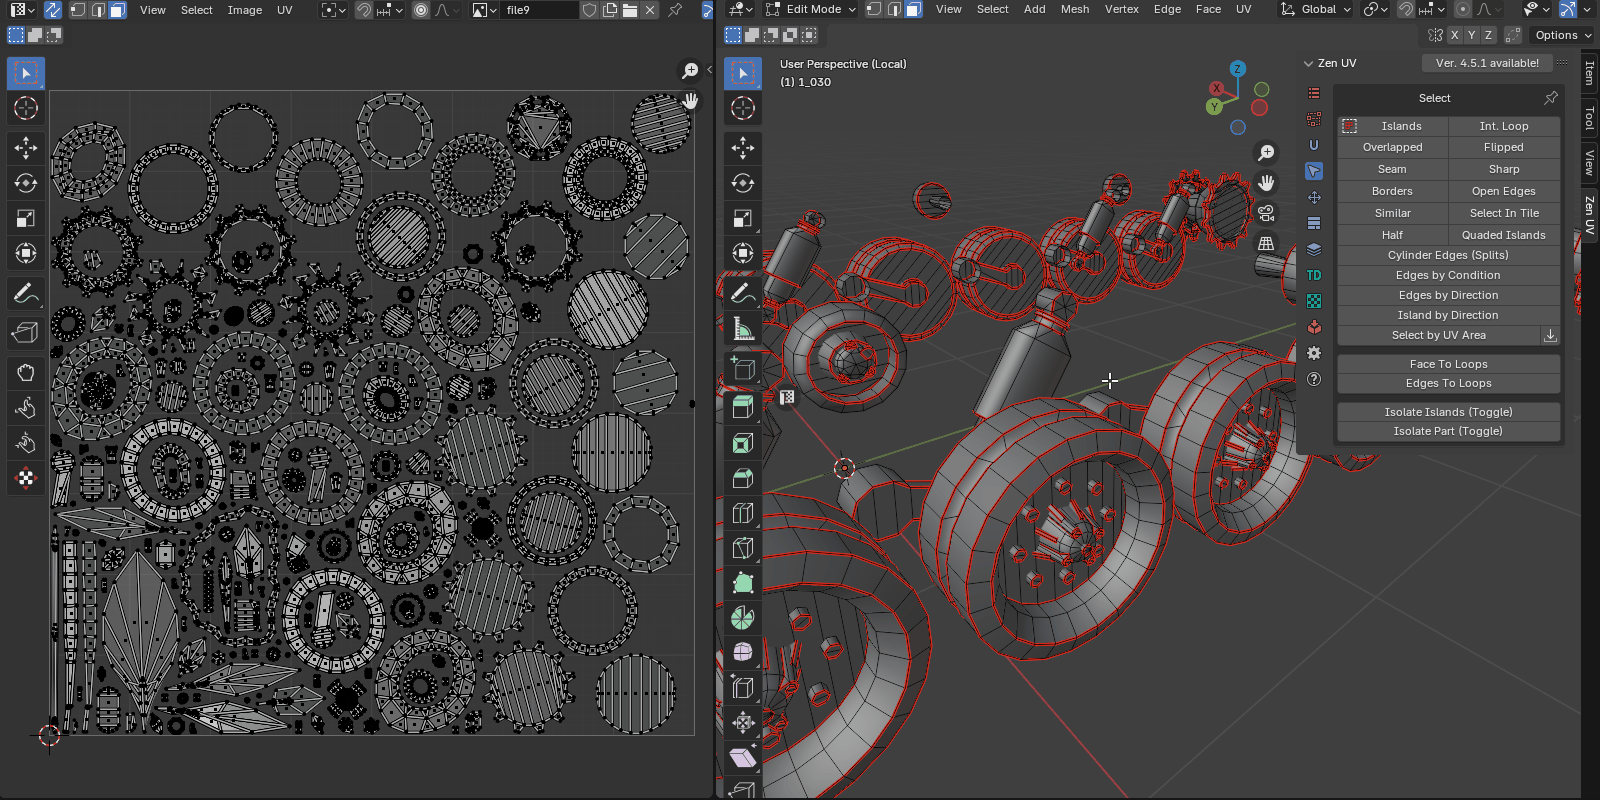 View Select Image UV file9
Edit Mode View Select Add Mesh Vertex Edge Face UV Global
X Y Z Options
User Perspective (Local)
(1) 1_030
Z
X
Y
Zen UV Ver. 4.5.1 available!
Select
Islands Int. Loop
Overlapped Flipped
Seam Sharp
Borders Open Edges
Similar Select In Tile
Half Quaded Islands
Cylinder Edges (Splits)
Edges by Condition
Edges by Direction
Island by Direction
Select by UV Area
Face To Loops
Edges To Loops
Isolate Islands (Toggle)
Isolate Part (Toggle)
TD
Item
Tool
View
Zen UV